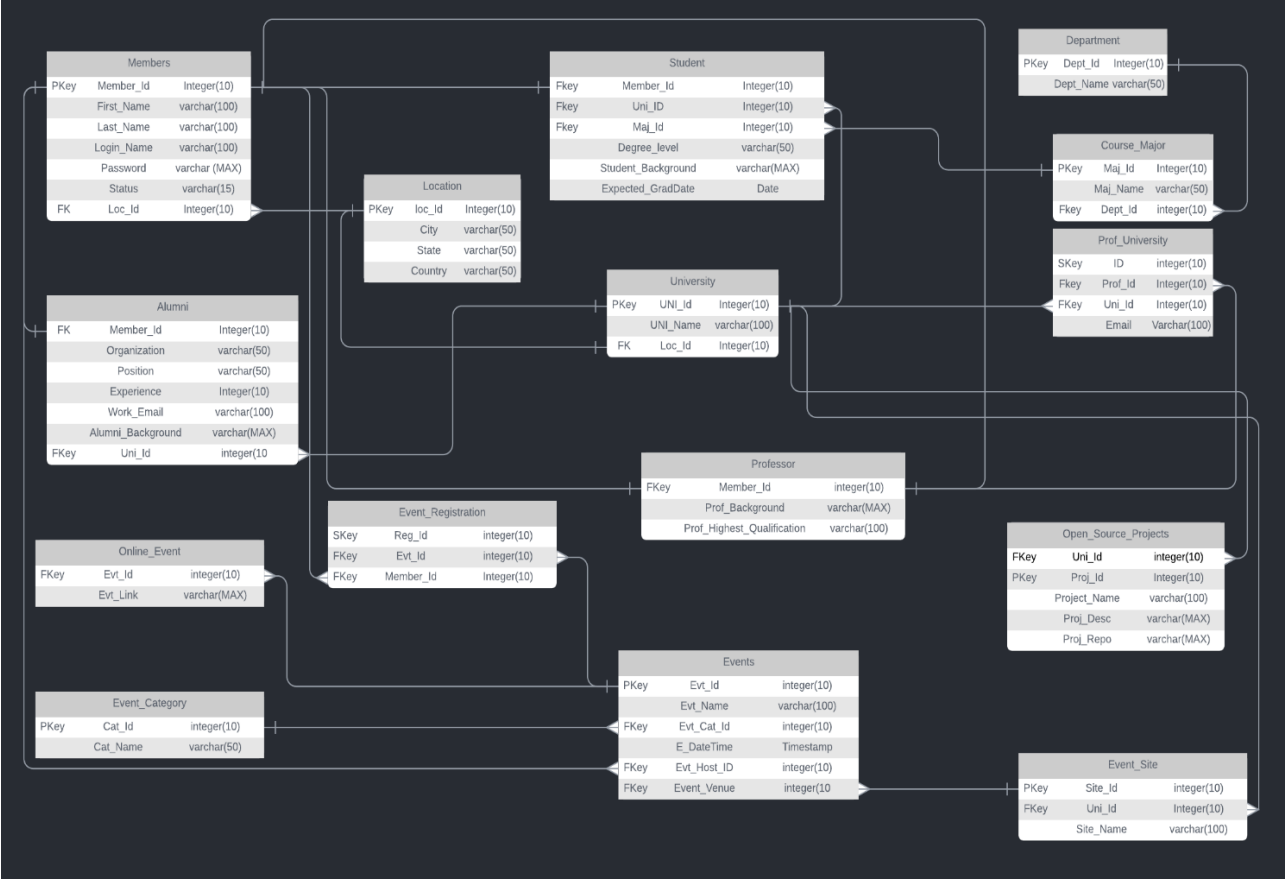 Members
PKey Member_Id Integer(10)
First_Name varchar(100)
Last_Name varchar(100)
Login_Name varchar(100)
Password varchar (MAX)
Status varchar(15)
FK Loc_Id Integer(10)
Student
Fkey Member_Id Integer(10)
Fkey Uni_ID Integer(10)
Fkey Maj_Id Integer(10)
Degree_level varchar(50)
Student_Background varchar(MAX)
Expected_GradDate Date
Department
PKey Dept_Id Integer(10)
Dept_Name varchar(50)
Course_Major
PKey Maj_Id Integer(10)
Maj_Name varchar(50)
Fkey Dept_Id integer(10)
Location
PKey loc_Id Integer(10)
City varchar(50)
State varchar(50)
Country varchar(50)
Prof_University
SKey ID integer(10)
Fkey Prof_Id Integer(10)
FKey Uni_Id Integer(10)
Email Varchar(100)
University
PKey UNI_Id Integer(10)
UNI_Name varchar(100)
FK Loc_Id Integer(10)
Alumni
FK Member_Id Integer(10)
Organization varchar(50)
Position varchar(50)
Experience Integer(10)
Work_Email varchar(100)
Alumni_Background varchar(MAX)
FKey Uni_Id integer(10
Professor
FKey Member_Id integer(10)
Prof_Background varchar(MAX)
Prof_Highest_Qualification varchar(100)
Event_Registration
SKey Reg_Id integer(10)
FKey Evt_Id integer(10)
FKey Member_Id Integer(10)
Open_Source_Projects
FKey Uni_Id integer(10)
PKey Proj_Id Integer(10)
Project_Name varchar(100)
Proj_Desc varchar(MAX)
Proj_Repo varchar(MAX)
Online_Event
FKey Evt_Id integer(10)
Evt_Link varchar(MAX)
Events
PKey Evt_Id integer(10)
Evt_Name varchar(100)
FKey Evt_Cat_Id integer(10)
E_DateTime Timestamp
FKey Evt_Host_ID integer(10)
FKey Event_Venue integer(10
Event_Category
PKey Cat_Id integer(10)
Cat_Name varchar(50)
Event_Site
PKey Site_Id integer(10)
FKey Uni_Id Integer(10)
Site_Name varchar(100)